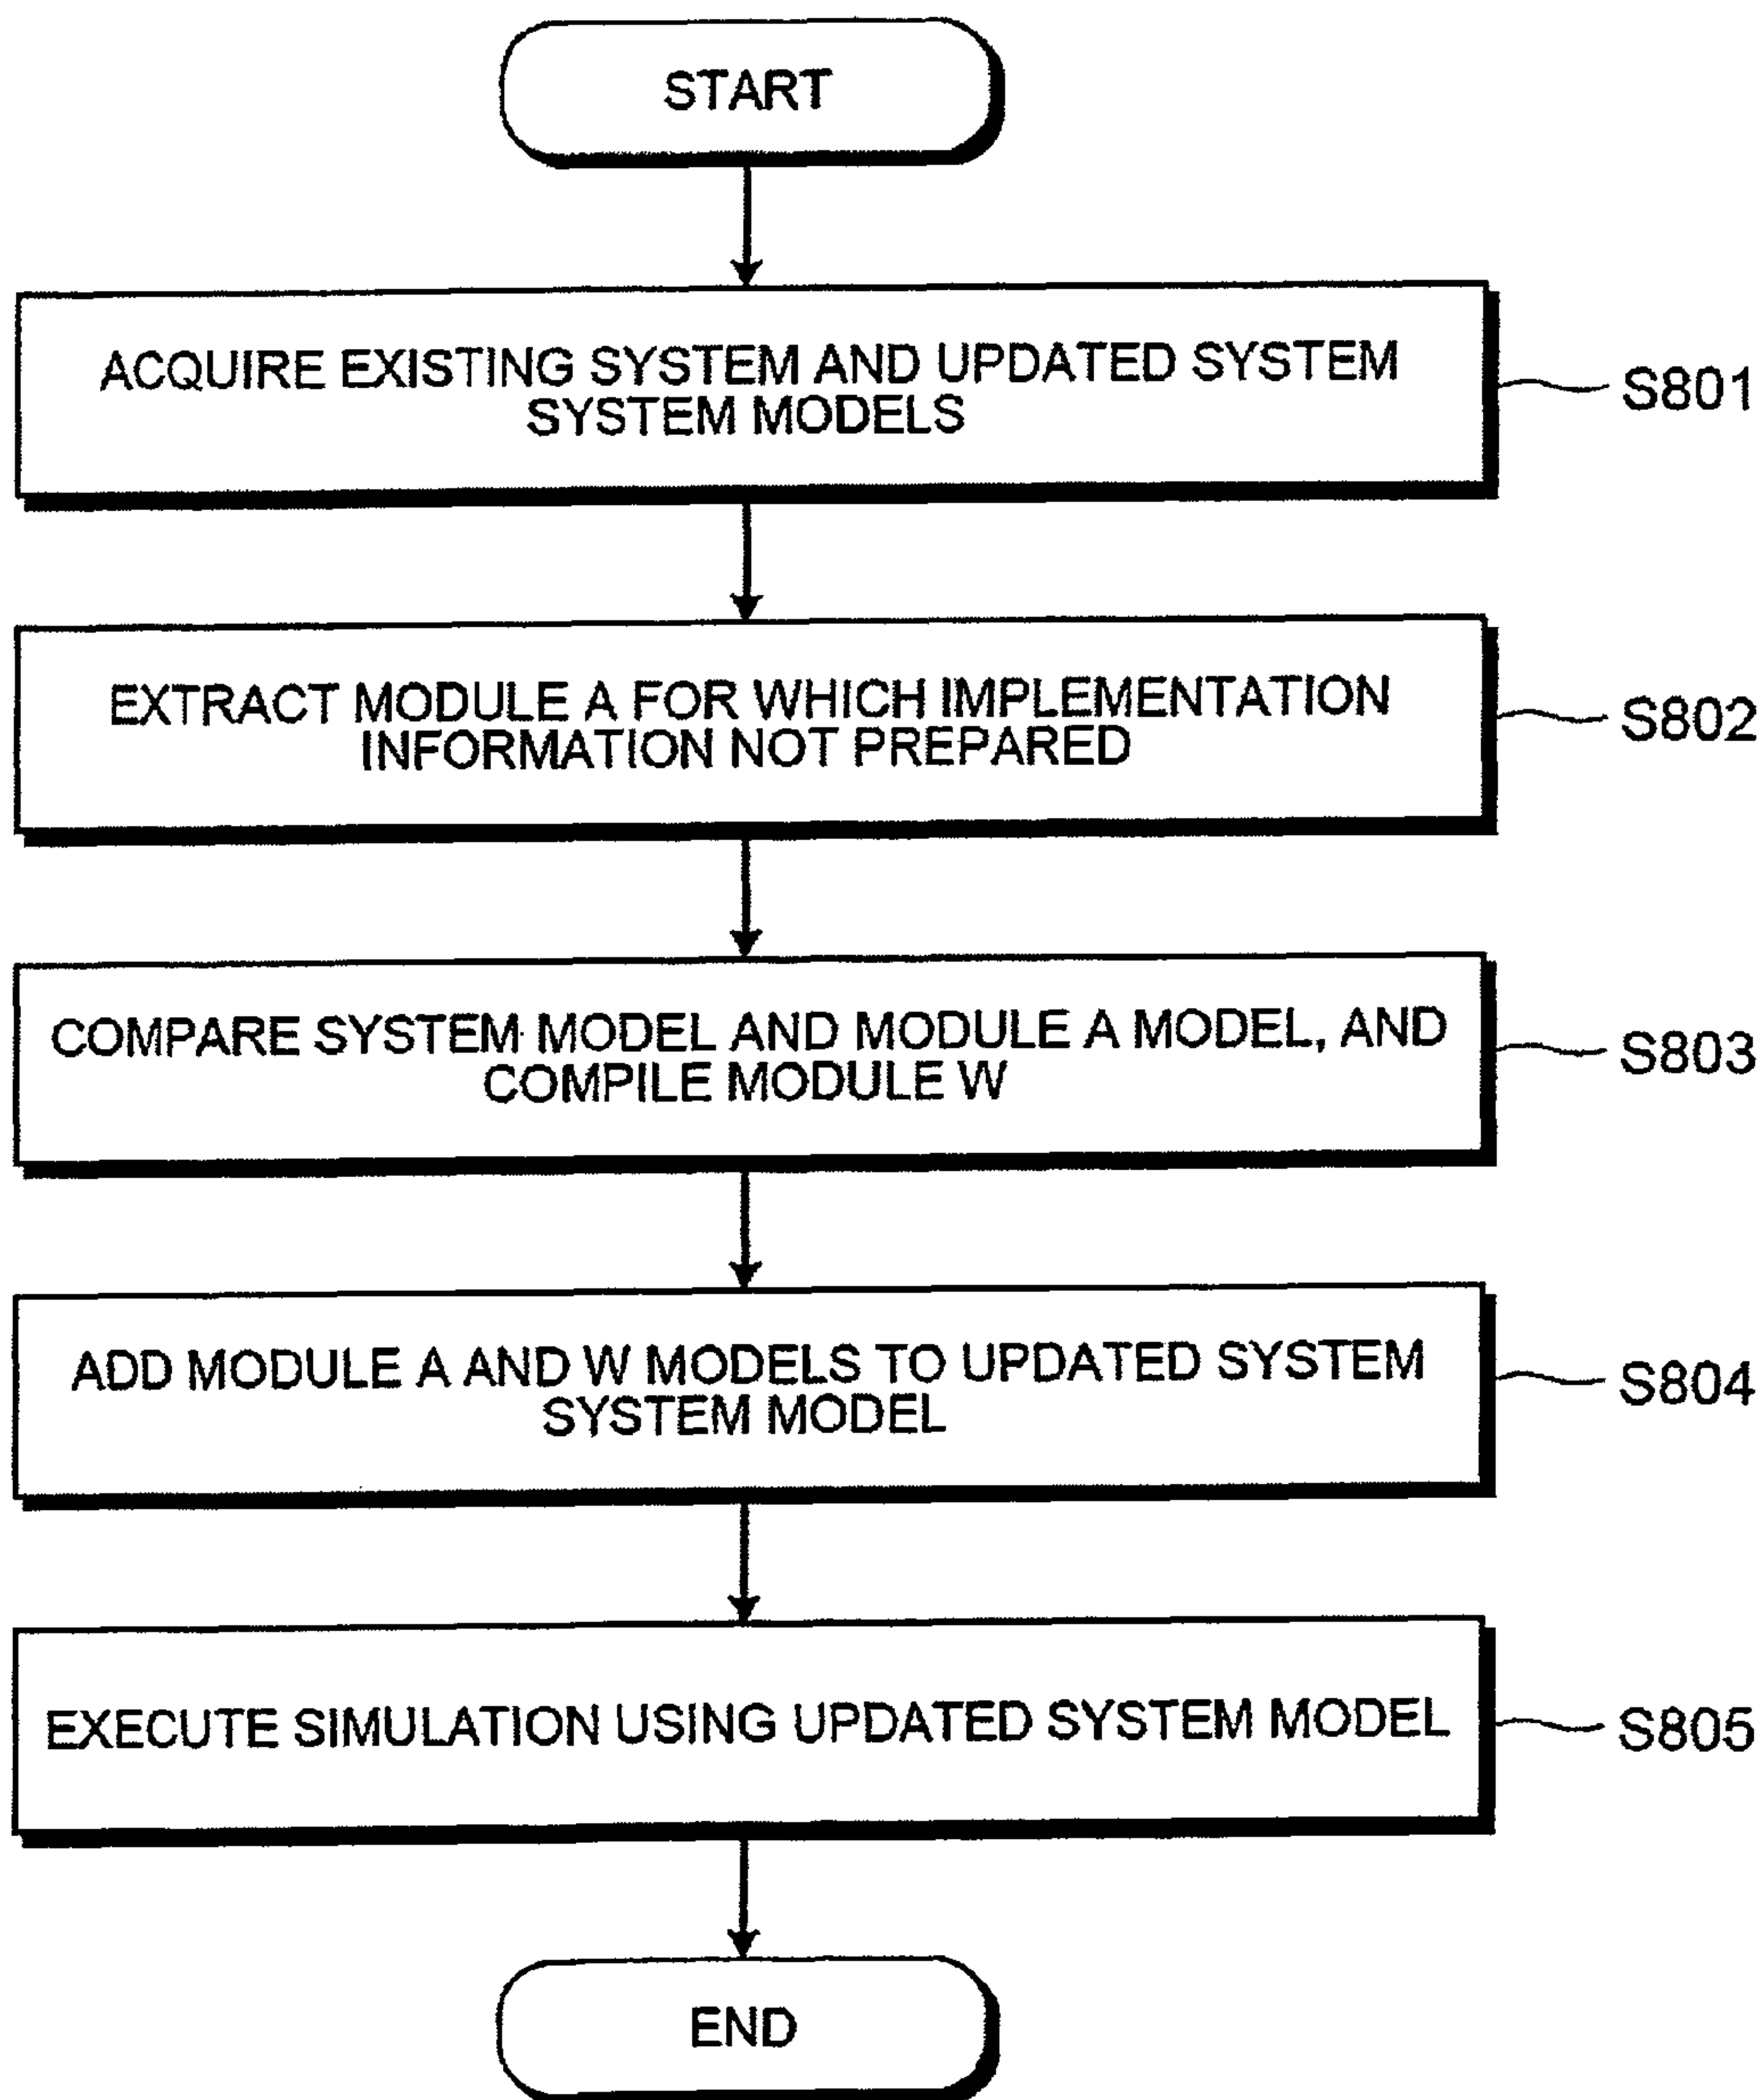 START
ACQUIRE EXISTING SYSTEM AND UPDATED SYSTEM
SYSTEM MODELS
S801
EXTRACT MODULE A FOR WHICH IMPLEMENTATION
INFORMATION NOT PREPARED
S802
COMPARE SYSTEM MODEL AND MODULE A MODEL, AND
COMPILE MODULE W
S803
ADD MODULE A AND W MODELS TO UPDATED SYSTEM
SYSTEM MODEL
S804
EXECUTE SIMULATION USING UPDATED SYSTEM MODEL
S805
END